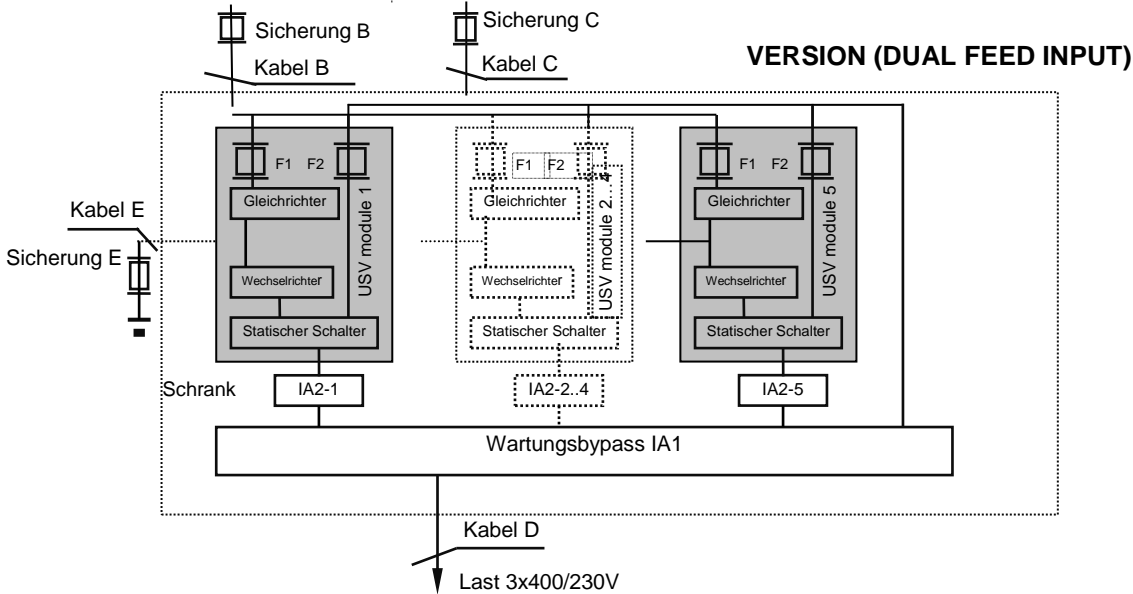 Sicherung B
Sicherung C
Kabel B
Kabel C
VERSION (DUAL FEED INPUT)
F1 F2
F1 F2
F1 F2
Gleichrichter
Gleichrichter
Gleichrichter
USV module 1
USV module 2..4
USV module 5
Kabel E
Sicherung E
Wechselrichter
Wechselrichter
Wechselrichter
Statischer Schalter
Statischer Schalter
Statischer Schalter
Schrank
IA2-1
IA2-2..4
IA2-5
Wartungsbypass IA1
Kabel D
Last 3x400/230V